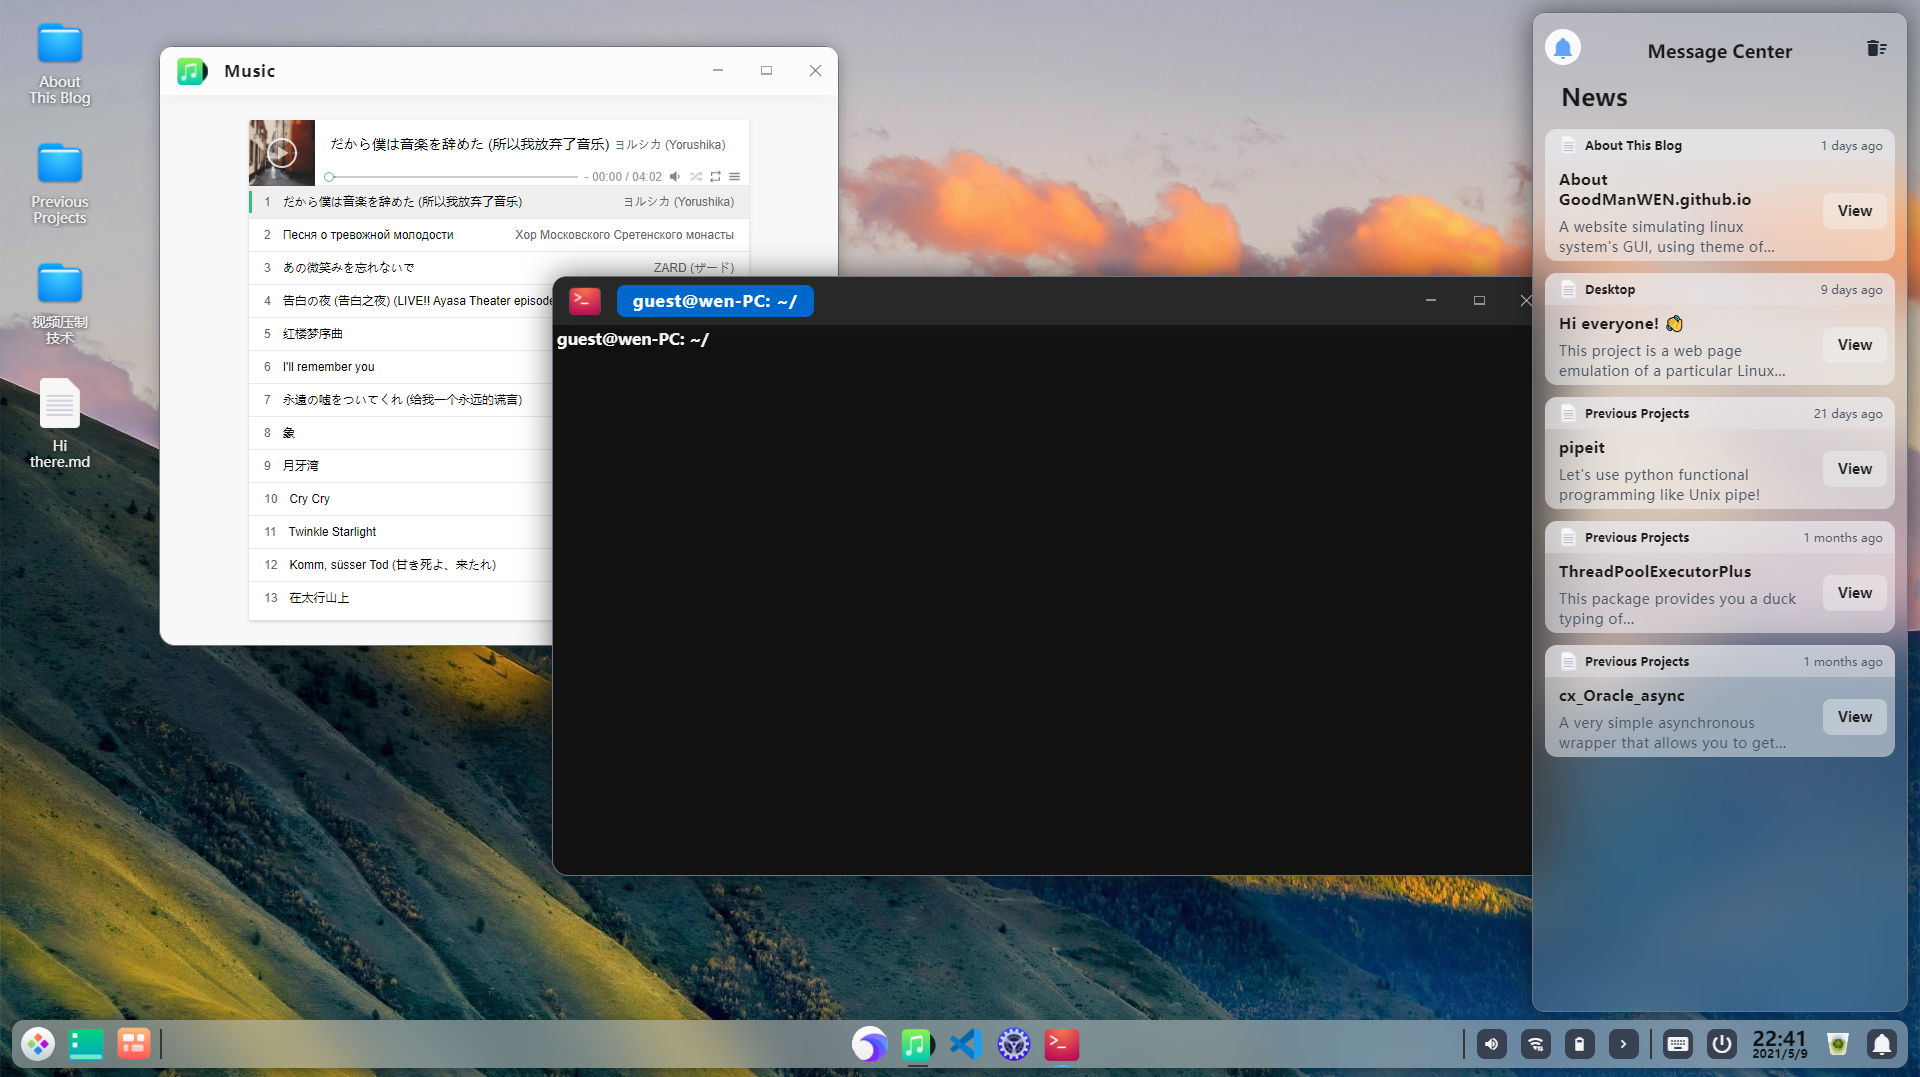 About
This Blog
Previous
Projects
视频压制
技术
Hi
there.md
Music
だから僕は音楽を辞めた (所以我放弃了音乐) ヨルシカ (Yorushika)
- 00:00 / 04:02
1 だから僕は音楽を辞めた (所以我放弃了音乐) ヨルシカ (Yorushika)
2 Песня о тревожной молодости Хор Московского Сретенского монасты
3 あの微笑みを忘れないで ZARD (ザード)
4 告白の夜 (告白之夜) (LIVE!! Ayasa Theater episode
5 红楼梦序曲
6 I'll remember you
7 永遠の嘘をついてくれ (给我一个永远的谎言)
8 象
9 月牙湾
10 Cry Cry
11 Twinkle Starlight
12 Komm, süsser Tod (甘き死よ、来たれ)
13 在太行山上
guest@wen-PC: ~/
guest@wen-PC: ~/
Message Center
News
About This Blog 1 days ago
About
GoodManWEN.github.io
A website simulating linux
system's GUI, using theme of...
View
Desktop 9 days ago
Hi everyone! 👏
This project is a web page
emulation of a particular Linux...
View
Previous Projects 21 days ago
pipeit
Let's use python functional
programming like Unix pipe!
View
Previous Projects 1 months ago
ThreadPoolExecutorPlus
This package provides you a duck
typing of...
View
Previous Projects 1 months ago
cx_Oracle_async
A very simple asynchronous
wrapper that allows you to get...
View
22:41
2021/5/9